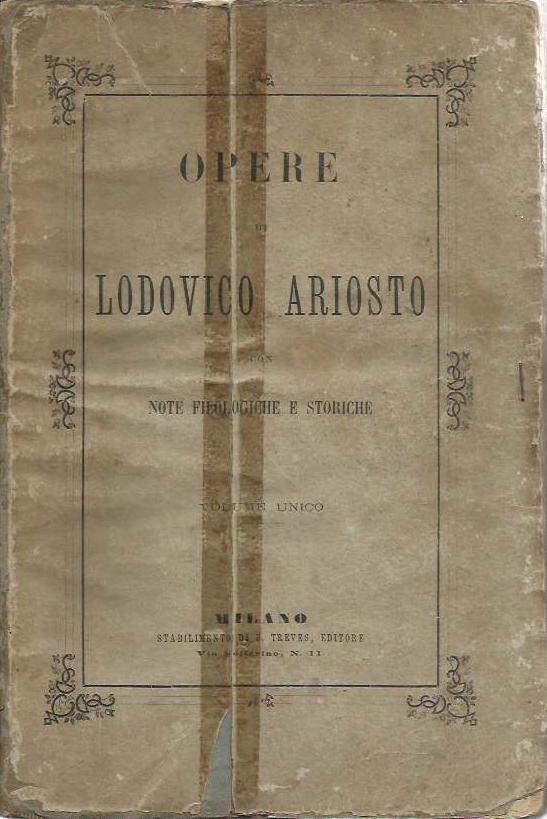 OPERE
DI
LODOVICO ARIOSTO
CON
NOTE FILOLOGICHE E STORICHE
VOLUME UNICO
MILANO
STABILIMENTO DI E. TREVES, EDITORE
Via Solferino, N. 11